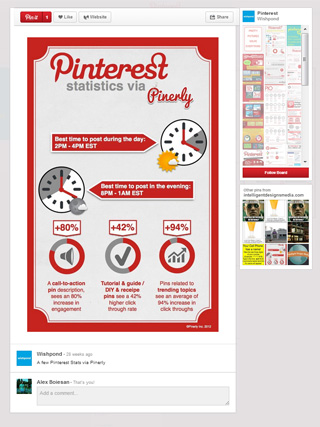 Pin it
1
Like
Website
Share
Pinterest
statistics via
Pinerly
Best time to post during the day:
2PM - 4PM EST
Best time to post in the evening:
8PM - 1AM EST
+80%
+42%
+94%
A call-to-action
pin description,
sees an 80%
increase in
engagement
Tutorial & guide /
DIY & receipe
pins see a 42%
higher click
through rate
Pins related to
trending topics
see an average of
94% increase in
click throughs
©Pinerly Inc. 2012
Wishpond • 28 weeks ago
A few Pinterest Stats via Pinerly
Alex Boiesan - That's you!
Add a comment...
Pinterest
Wishpond
Follow Board
Other pins from
intelligentdesignsmedia.com